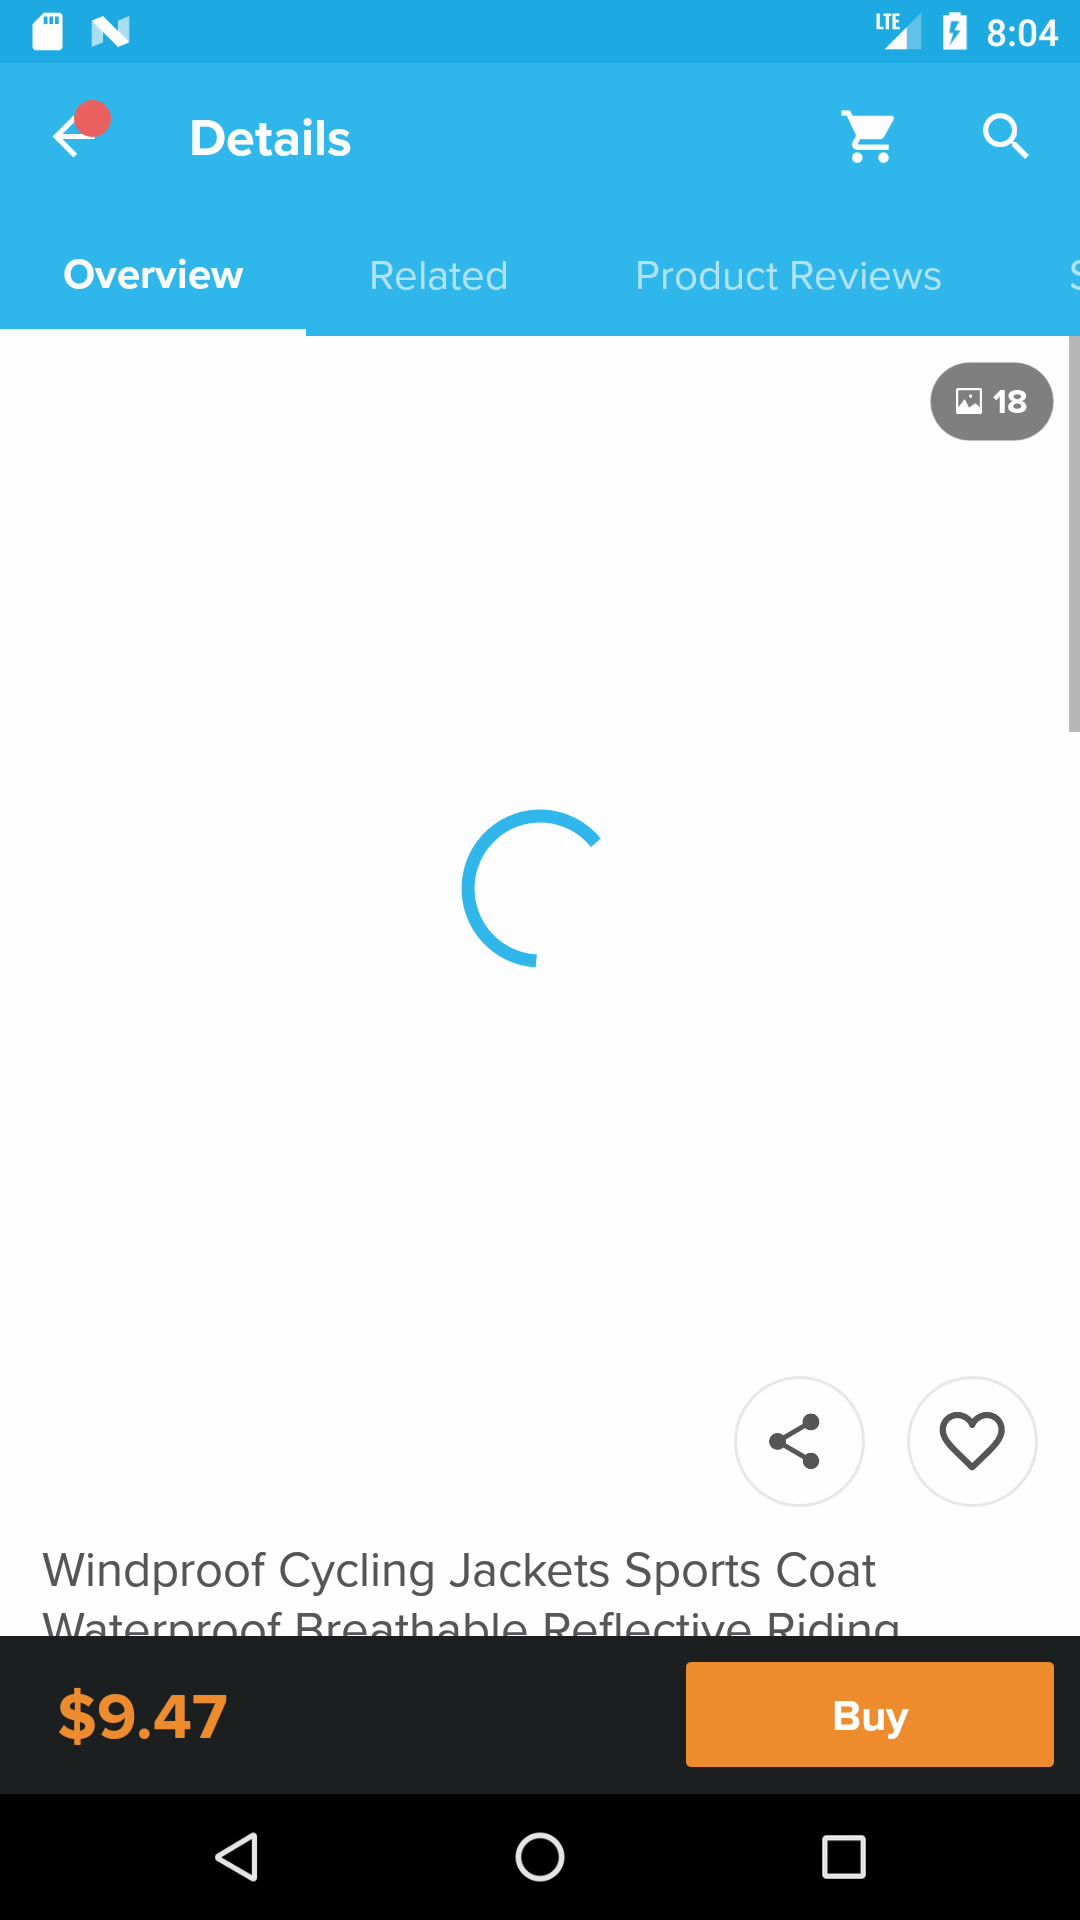 LTE 8:04
Details
Overview Related Product Reviews S
18
Windproof Cycling Jackets Sports Coat
Waterproof Breathable Reflective Riding
$9.47 Buy